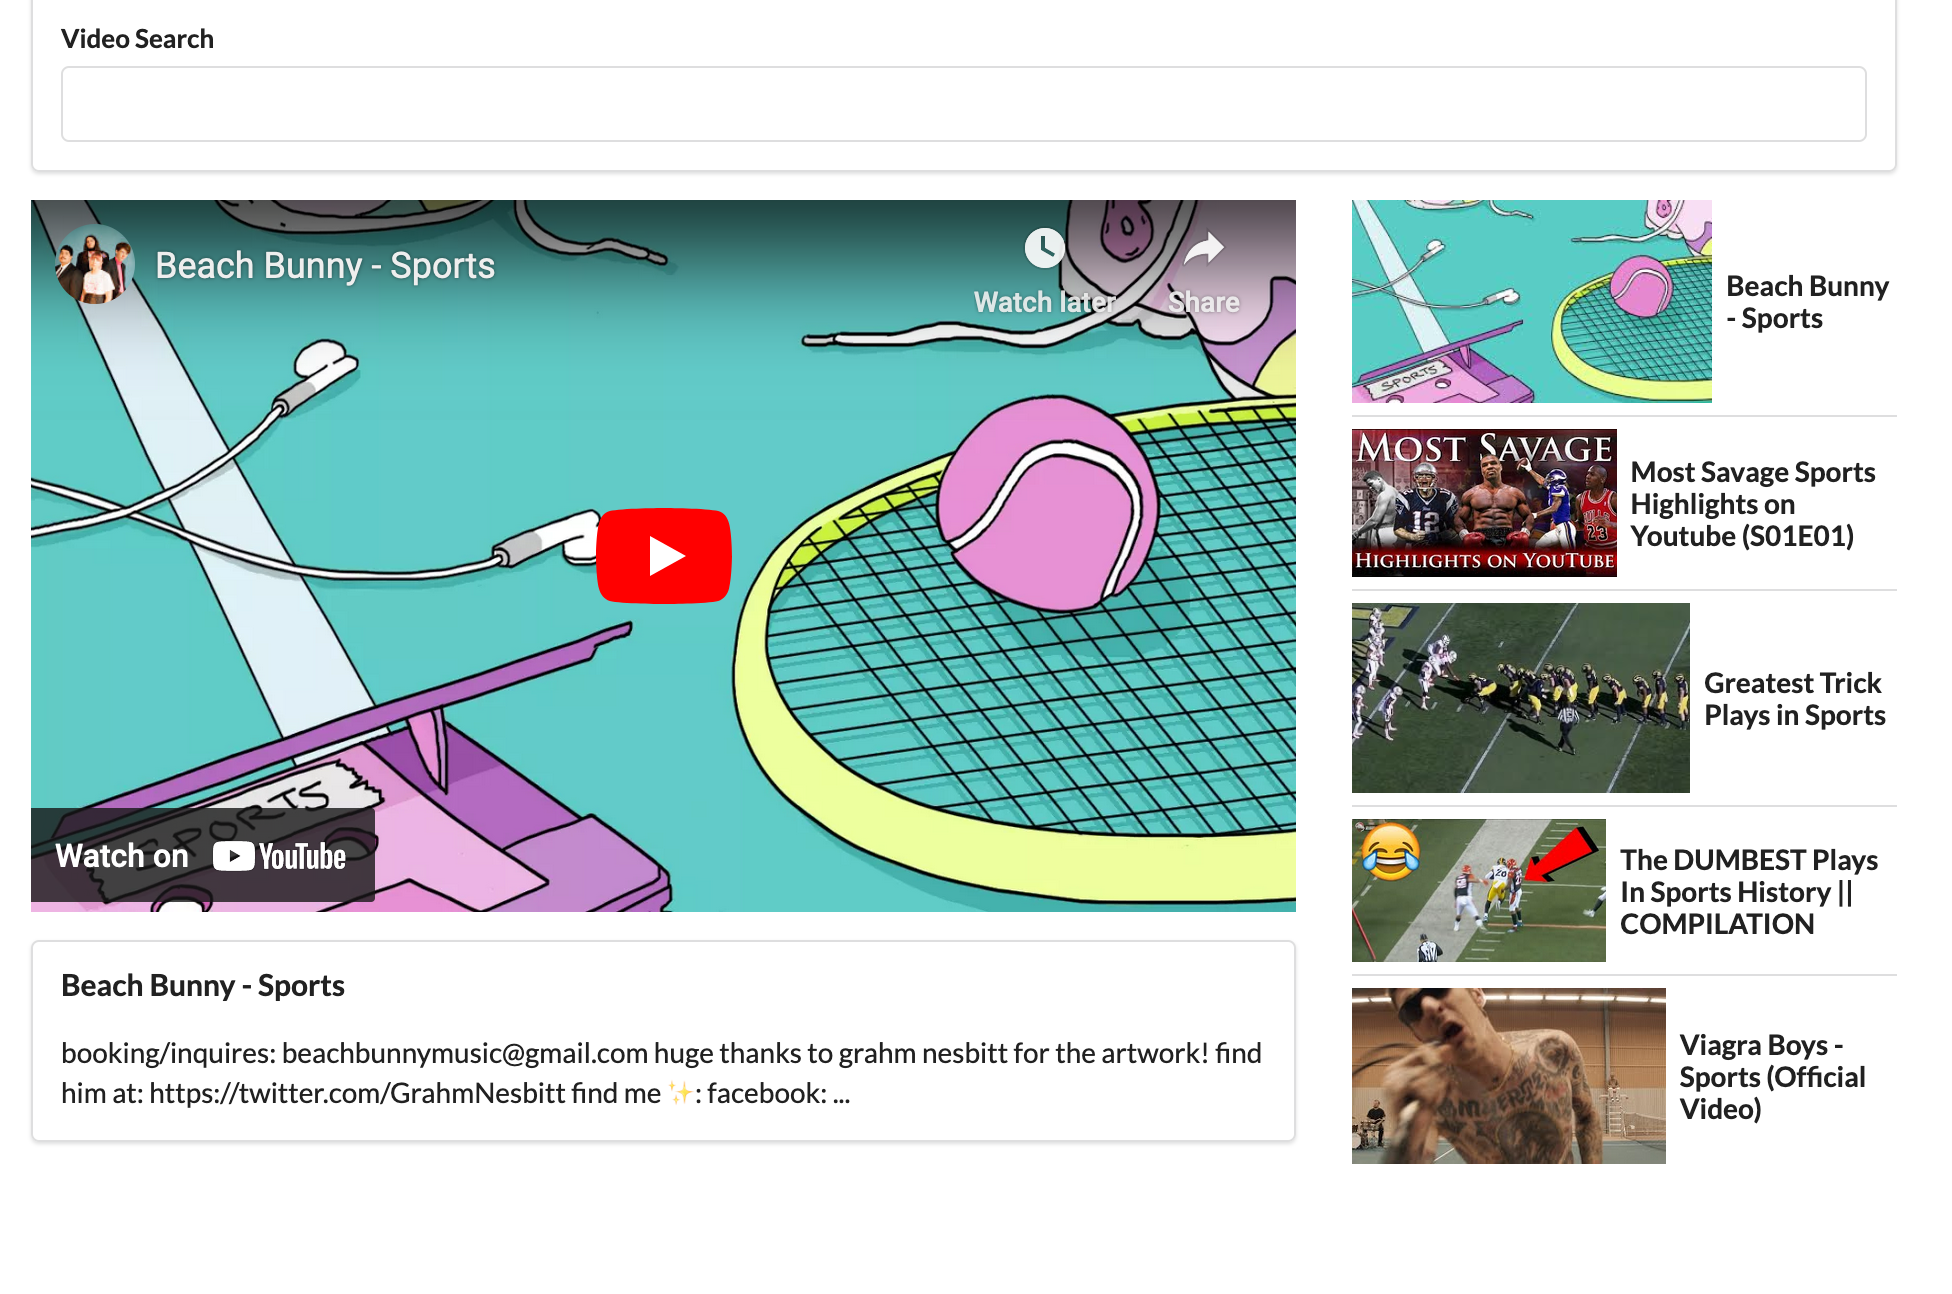 Video Search
Beach Bunny - Sports
Watch later
Share
SPORTS
Watch on YouTube
Beach Bunny - Sports
booking/inquires: beachbunnymusic@gmail.com huge thanks to grahm nesbitt for the artwork! find
him at: https://twitter.com/GrahmNesbitt find me ✨: facebook: ...
SPORTS
Beach Bunny
- Sports
MOST SAVAGE
12
23
HIGHLIGHTS ON YOUTUBE
Most Savage Sports
Highlights on
Youtube (S01E01)
Greatest Trick
Plays in Sports
The DUMBEST Plays
In Sports History ||
COMPILATION
Viagra Boys -
Sports (Official
Video)